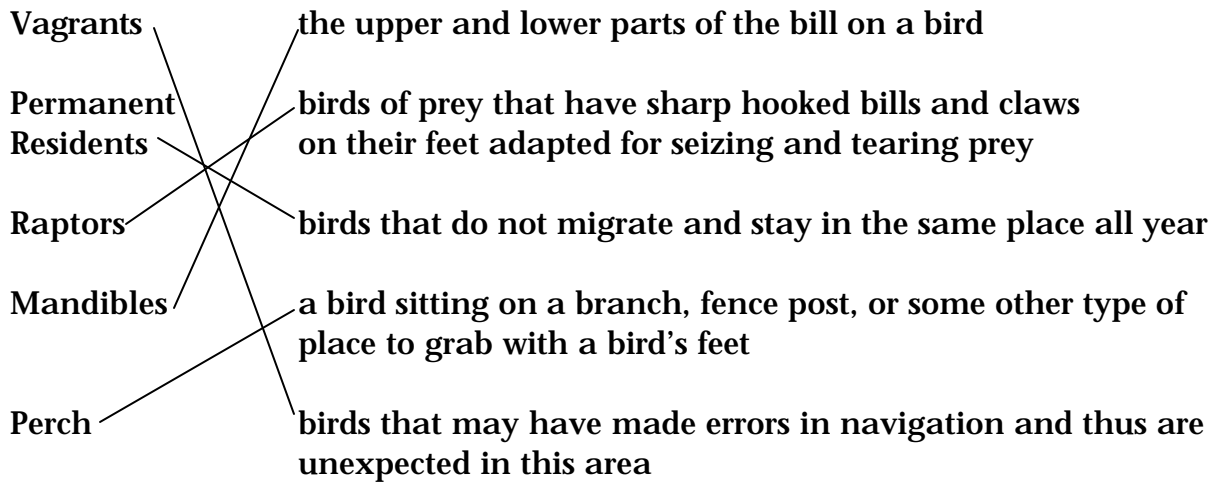 Vagrants the upper and lower parts of the bill on a bird
Permanent birds of prey that have sharp hooked bills and claws
Residents on their feet adapted for seizing and tearing prey
Raptors birds that do not migrate and stay in the same place all year
Mandibles a bird sitting on a branch, fence post, or some other type of
place to grab with a bird’s feet
Perch birds that may have made errors in navigation and thus are
unexpected in this area